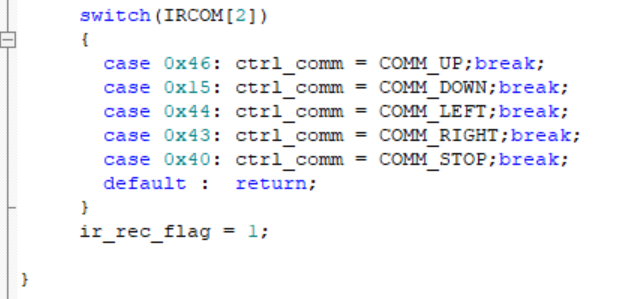 switch(IRCOM[2])
{
case 0x46: ctrl_comm = COMM_UP;break;
case 0x15: ctrl_comm = COMM_DOWN;break;
case 0x44: ctrl_comm = COMM_LEFT;break;
case 0x43: ctrl_comm = COMM_RIGHT;break;
case 0x40: ctrl_comm = COMM_STOP;break;
default :  return;
}
ir_rec_flag = 1;
}